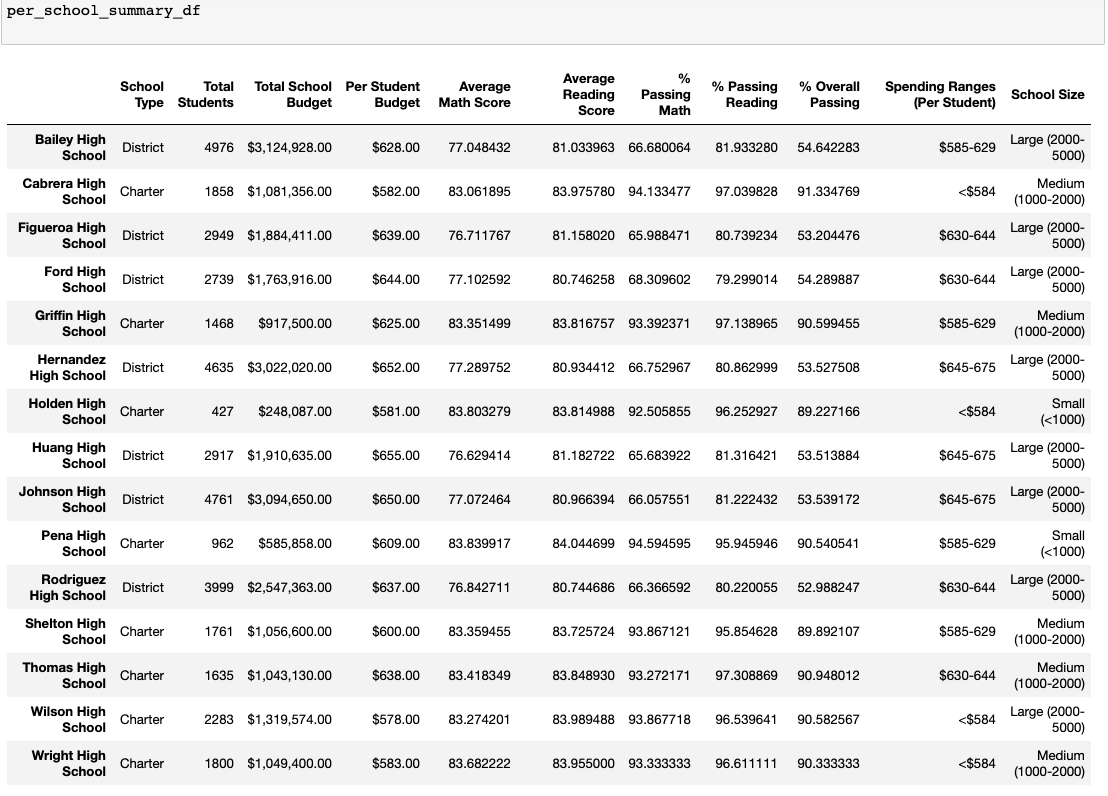 per_school_summary_df
School Type Total Students Total School Budget Per Student Budget Average Math Score Average Reading Score % Passing Math % Passing Reading % Overall Passing Spending Ranges (Per Student) School Size
Bailey High School District 4976 $3,124,928.00 $628.00 77.048432 81.033963 66.680064 81.933280 54.642283 $585-629 Large (2000-5000)
Cabrera High School Charter 1858 $1,081,356.00 $582.00 83.061895 83.975780 94.133477 97.039828 91.334769 <$584 Medium (1000-2000)
Figueroa High School District 2949 $1,884,411.00 $639.00 76.711767 81.158020 65.988471 80.739234 53.204476 $630-644 Large (2000-5000)
Ford High School District 2739 $1,763,916.00 $644.00 77.102592 80.746258 68.309602 79.299014 54.289887 $630-644 Large (2000-5000)
Griffin High School Charter 1468 $917,500.00 $625.00 83.351499 83.816757 93.392371 97.138965 90.599455 $585-629 Medium (1000-2000)
Hernandez High School District 4635 $3,022,020.00 $652.00 77.289752 80.934412 66.752967 80.862999 53.527508 $645-675 Large (2000-5000)
Holden High School Charter 427 $248,087.00 $581.00 83.803279 83.814988 92.505855 96.252927 89.227166 <$584 Small (<1000)
Huang High School District 2917 $1,910,635.00 $655.00 76.629414 81.182722 65.683922 81.316421 53.513884 $645-675 Large (2000-5000)
Johnson High School District 4761 $3,094,650.00 $650.00 77.072464 80.966394 66.057551 81.222432 53.539172 $645-675 Large (2000-5000)
Pena High School Charter 962 $585,858.00 $609.00 83.839917 84.044699 94.594595 95.945946 90.540541 $585-629 Small (<1000)
Rodriguez High School District 3999 $2,547,363.00 $637.00 76.842711 80.744686 66.366592 80.220055 52.988247 $630-644 Large (2000-5000)
Shelton High School Charter 1761 $1,056,600.00 $600.00 83.359455 83.725724 93.867121 95.854628 89.892107 $585-629 Medium (1000-2000)
Thomas High School Charter 1635 $1,043,130.00 $638.00 83.418349 83.848930 93.272171 97.308869 90.948012 $630-644 Medium (1000-2000)
Wilson High School Charter 2283 $1,319,574.00 $578.00 83.274201 83.989488 93.867718 96.539641 90.582567 <$584 Large (2000-5000)
Wright High School Charter 1800 $1,049,400.00 $583.00 83.682222 83.955000 93.333333 96.611111 90.333333 <$584 Medium (1000-2000)